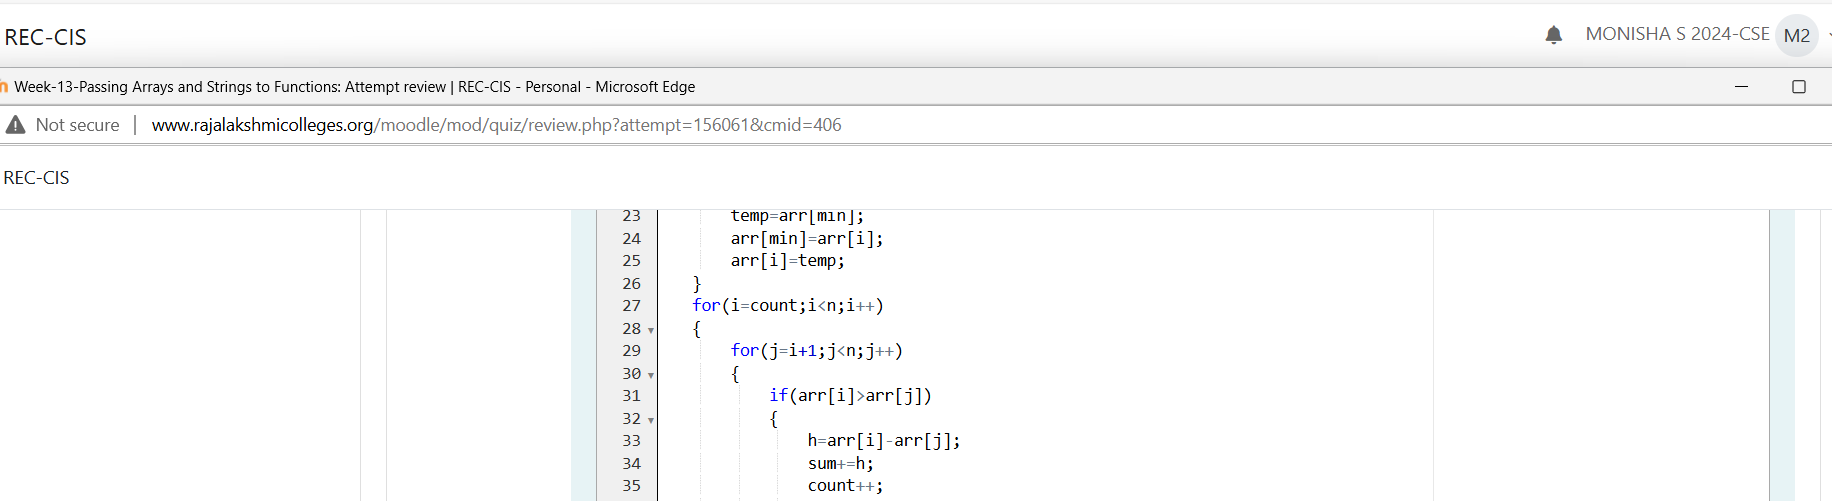 REC-CIS
MONISHA S 2024-CSE M2
Week-13-Passing Arrays and Strings to Functions: Attempt review | REC-CIS - Personal - Microsoft Edge
Not secure | www.rajalakshmicolleges.org/moodle/mod/quiz/review.php?attempt=156061&cmid=406
REC-CIS
23 temp=arr[min];
24 arr[min]=arr[i];
25 arr[i]=temp;
26 }
27 for(i=count;i<n;i++)
28 {
29 for(j=i+1;j<n;j++)
30 {
31 if(arr[i]>arr[j])
32 {
33 h=arr[i]-arr[j];
34 sum+=h;
35 count++;